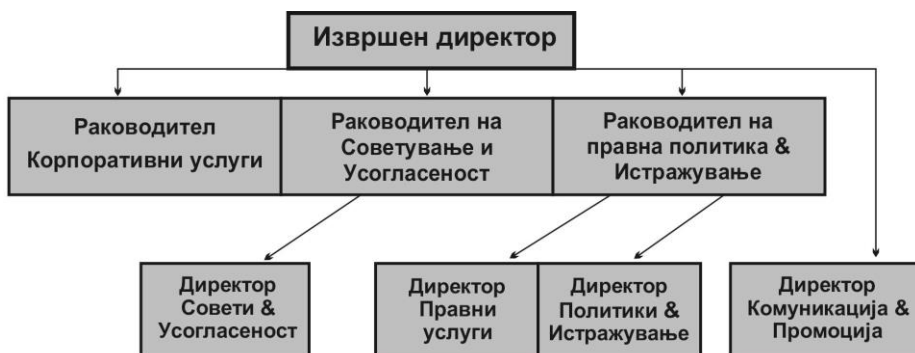 Извршен директор
Раководител
Корпоративни услуги
Раководител на
Советување и
Усогласеност
Раководител на
правна политика &
Истражување
Директор
Совети &
Усогласеност
Директор
Правни
услуги
Директор
Политики &
Истражување
Директор
Комуникација &
Промоција